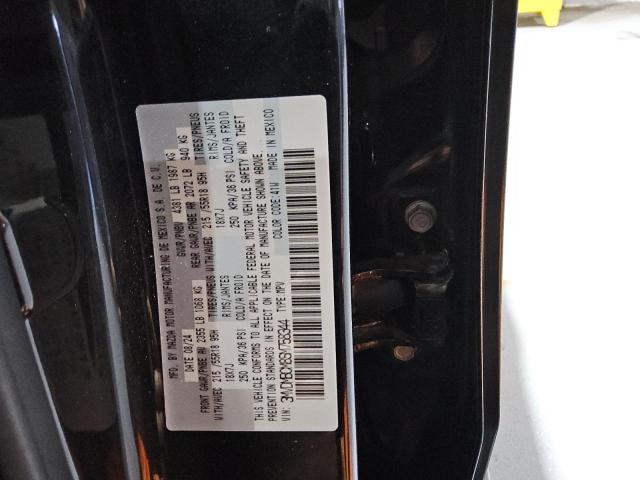 MFD. BY MAZDA MOTOR MANUFACTURING DE MEXICO S.A. DE C.V.
DATE: 08/24 GVWR/PNBV 4381 LB 1987 KG
FRONT GAWR/PNBE AV 2355 LB 1068 KG REAR GAWR/PNBE AR 2072 LB 940 KG
WITH/AVEC 215/55R18 95H TIRES/PNEUS WITH/AVEC 215/55R18 95H TIRES/PNEUS
18X7J RIMS/JANTES 18X7J RIMS/JANTES
250 KPA/36 PSI COLD/A FROID 250 KPA/36 PSI COLD/A FROID
THIS VEHICLE CONFORMS TO ALL APPLICABLE FEDERAL MOTOR VEHICLE SAFETY AND THEFT
PREVENTION STANDARDS IN EFFECT ON THE DATE OF MANUFACTURE SHOWN ABOVE.
COLOR CODE:41W MADE IN MEXICO
VIN: TYPE MPV